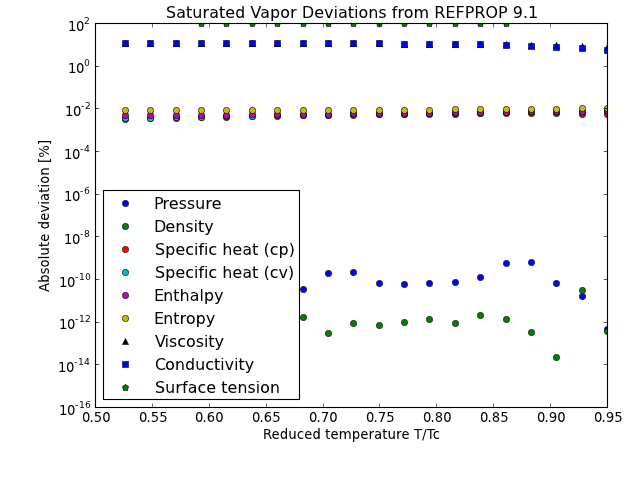 Saturated Vapor Deviations from REFPROP 9.1
Absolute deviation [%]
10^2
10^0
10^-2
10^-4
10^-6
10^-8
10^-10
10^-12
10^-14
10^-16
Pressure
Density
Specific heat (cp)
Specific heat (cv)
Enthalpy
Entropy
Viscosity
Conductivity
Surface tension
0.50 0.55 0.60 0.65 0.70 0.75 0.80 0.85 0.90 0.95
Reduced temperature T/Tc